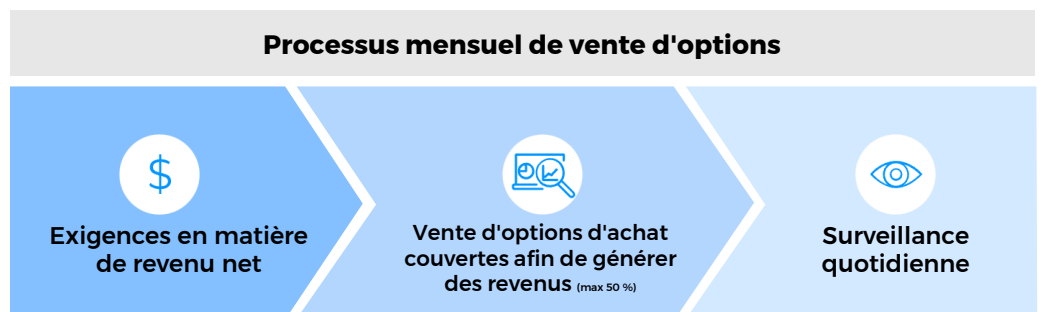 Processus mensuel de vente d'options
$
Exigences en matière
de revenu net
Vente d'options d'achat
couvertes afin de générer
des revenus (max 50 %)
Surveillance
quotidienne